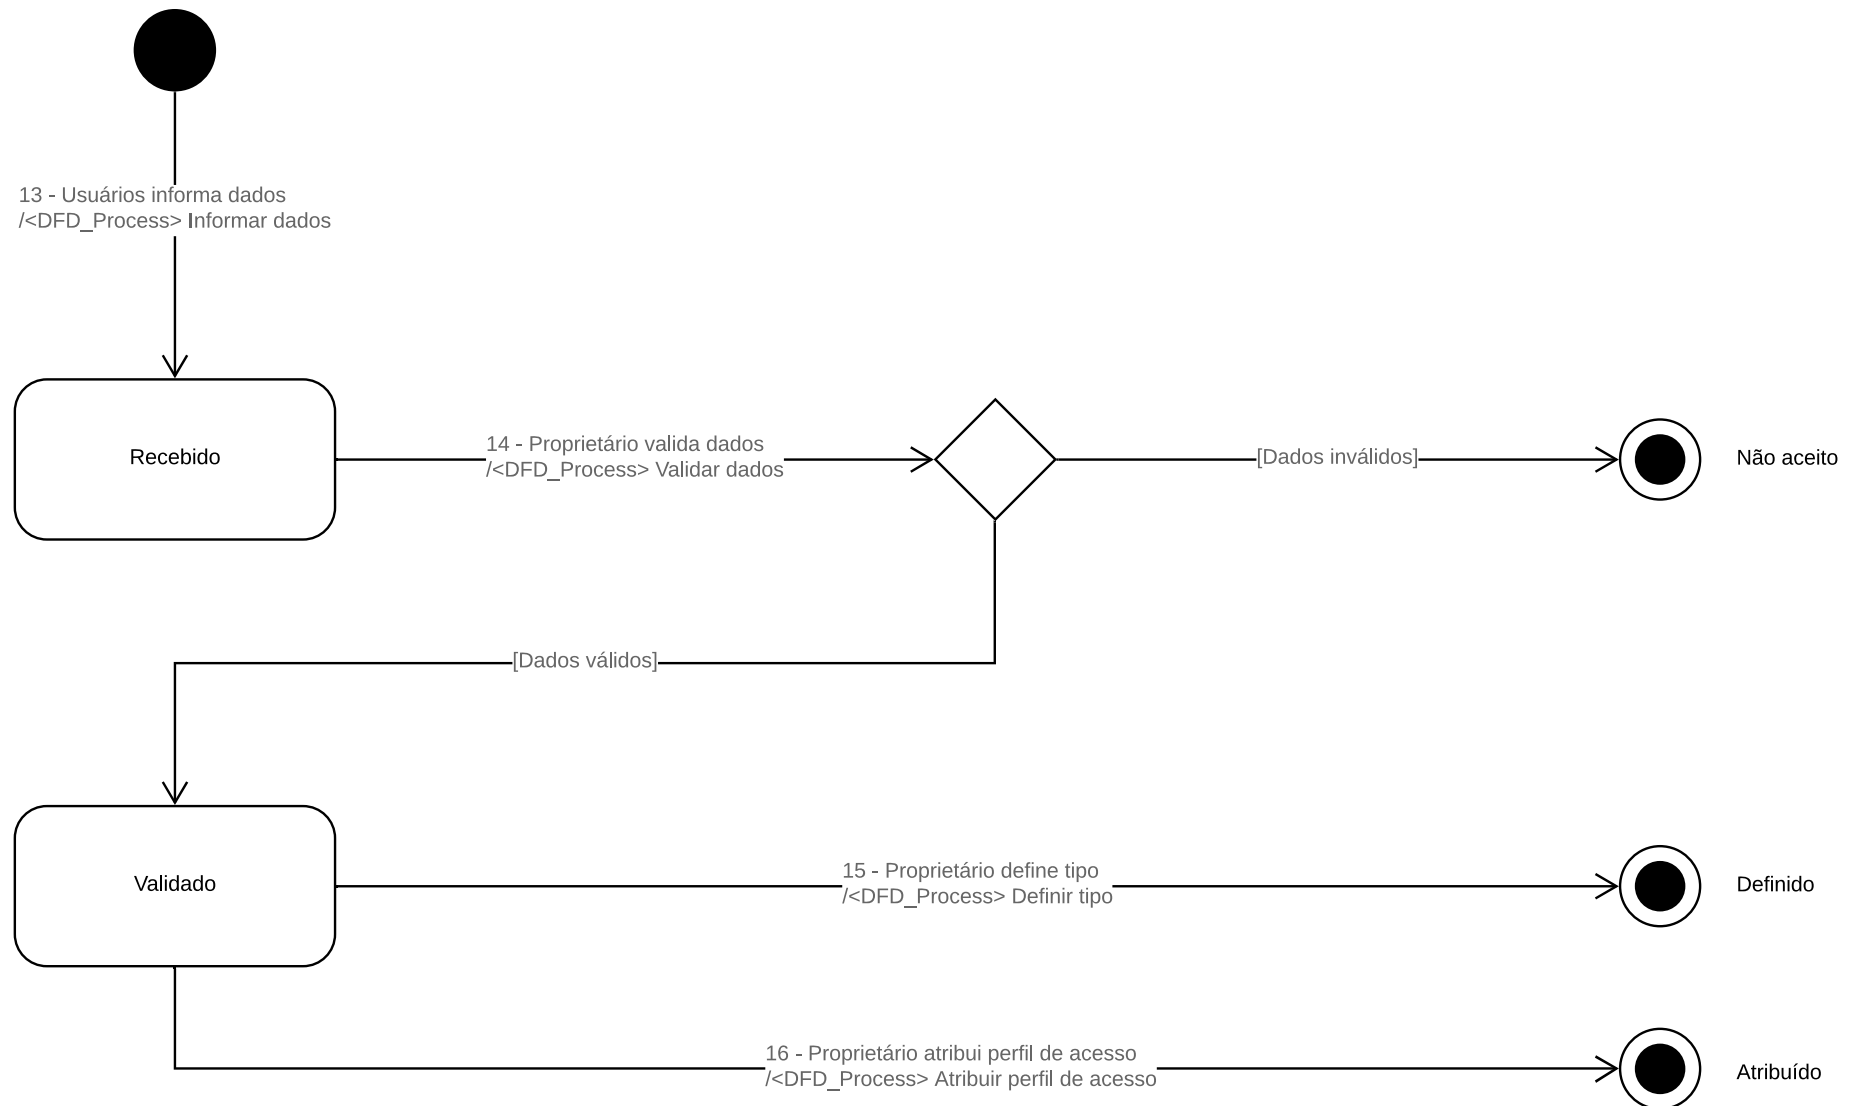 13 - Usuários informa dados
/<DFD_Process> Informar dados
Recebido
14 - Proprietário valida dados
/<DFD_Process> Validar dados
[Dados inválidos]
Não aceito
[Dados válidos]
Validado
15 - Proprietário define tipo
/<DFD_Process> Definir tipo
Definido
16 - Proprietário atribui perfil de acesso
/<DFD_Process> Atribuir perfil de acesso
Atribuído